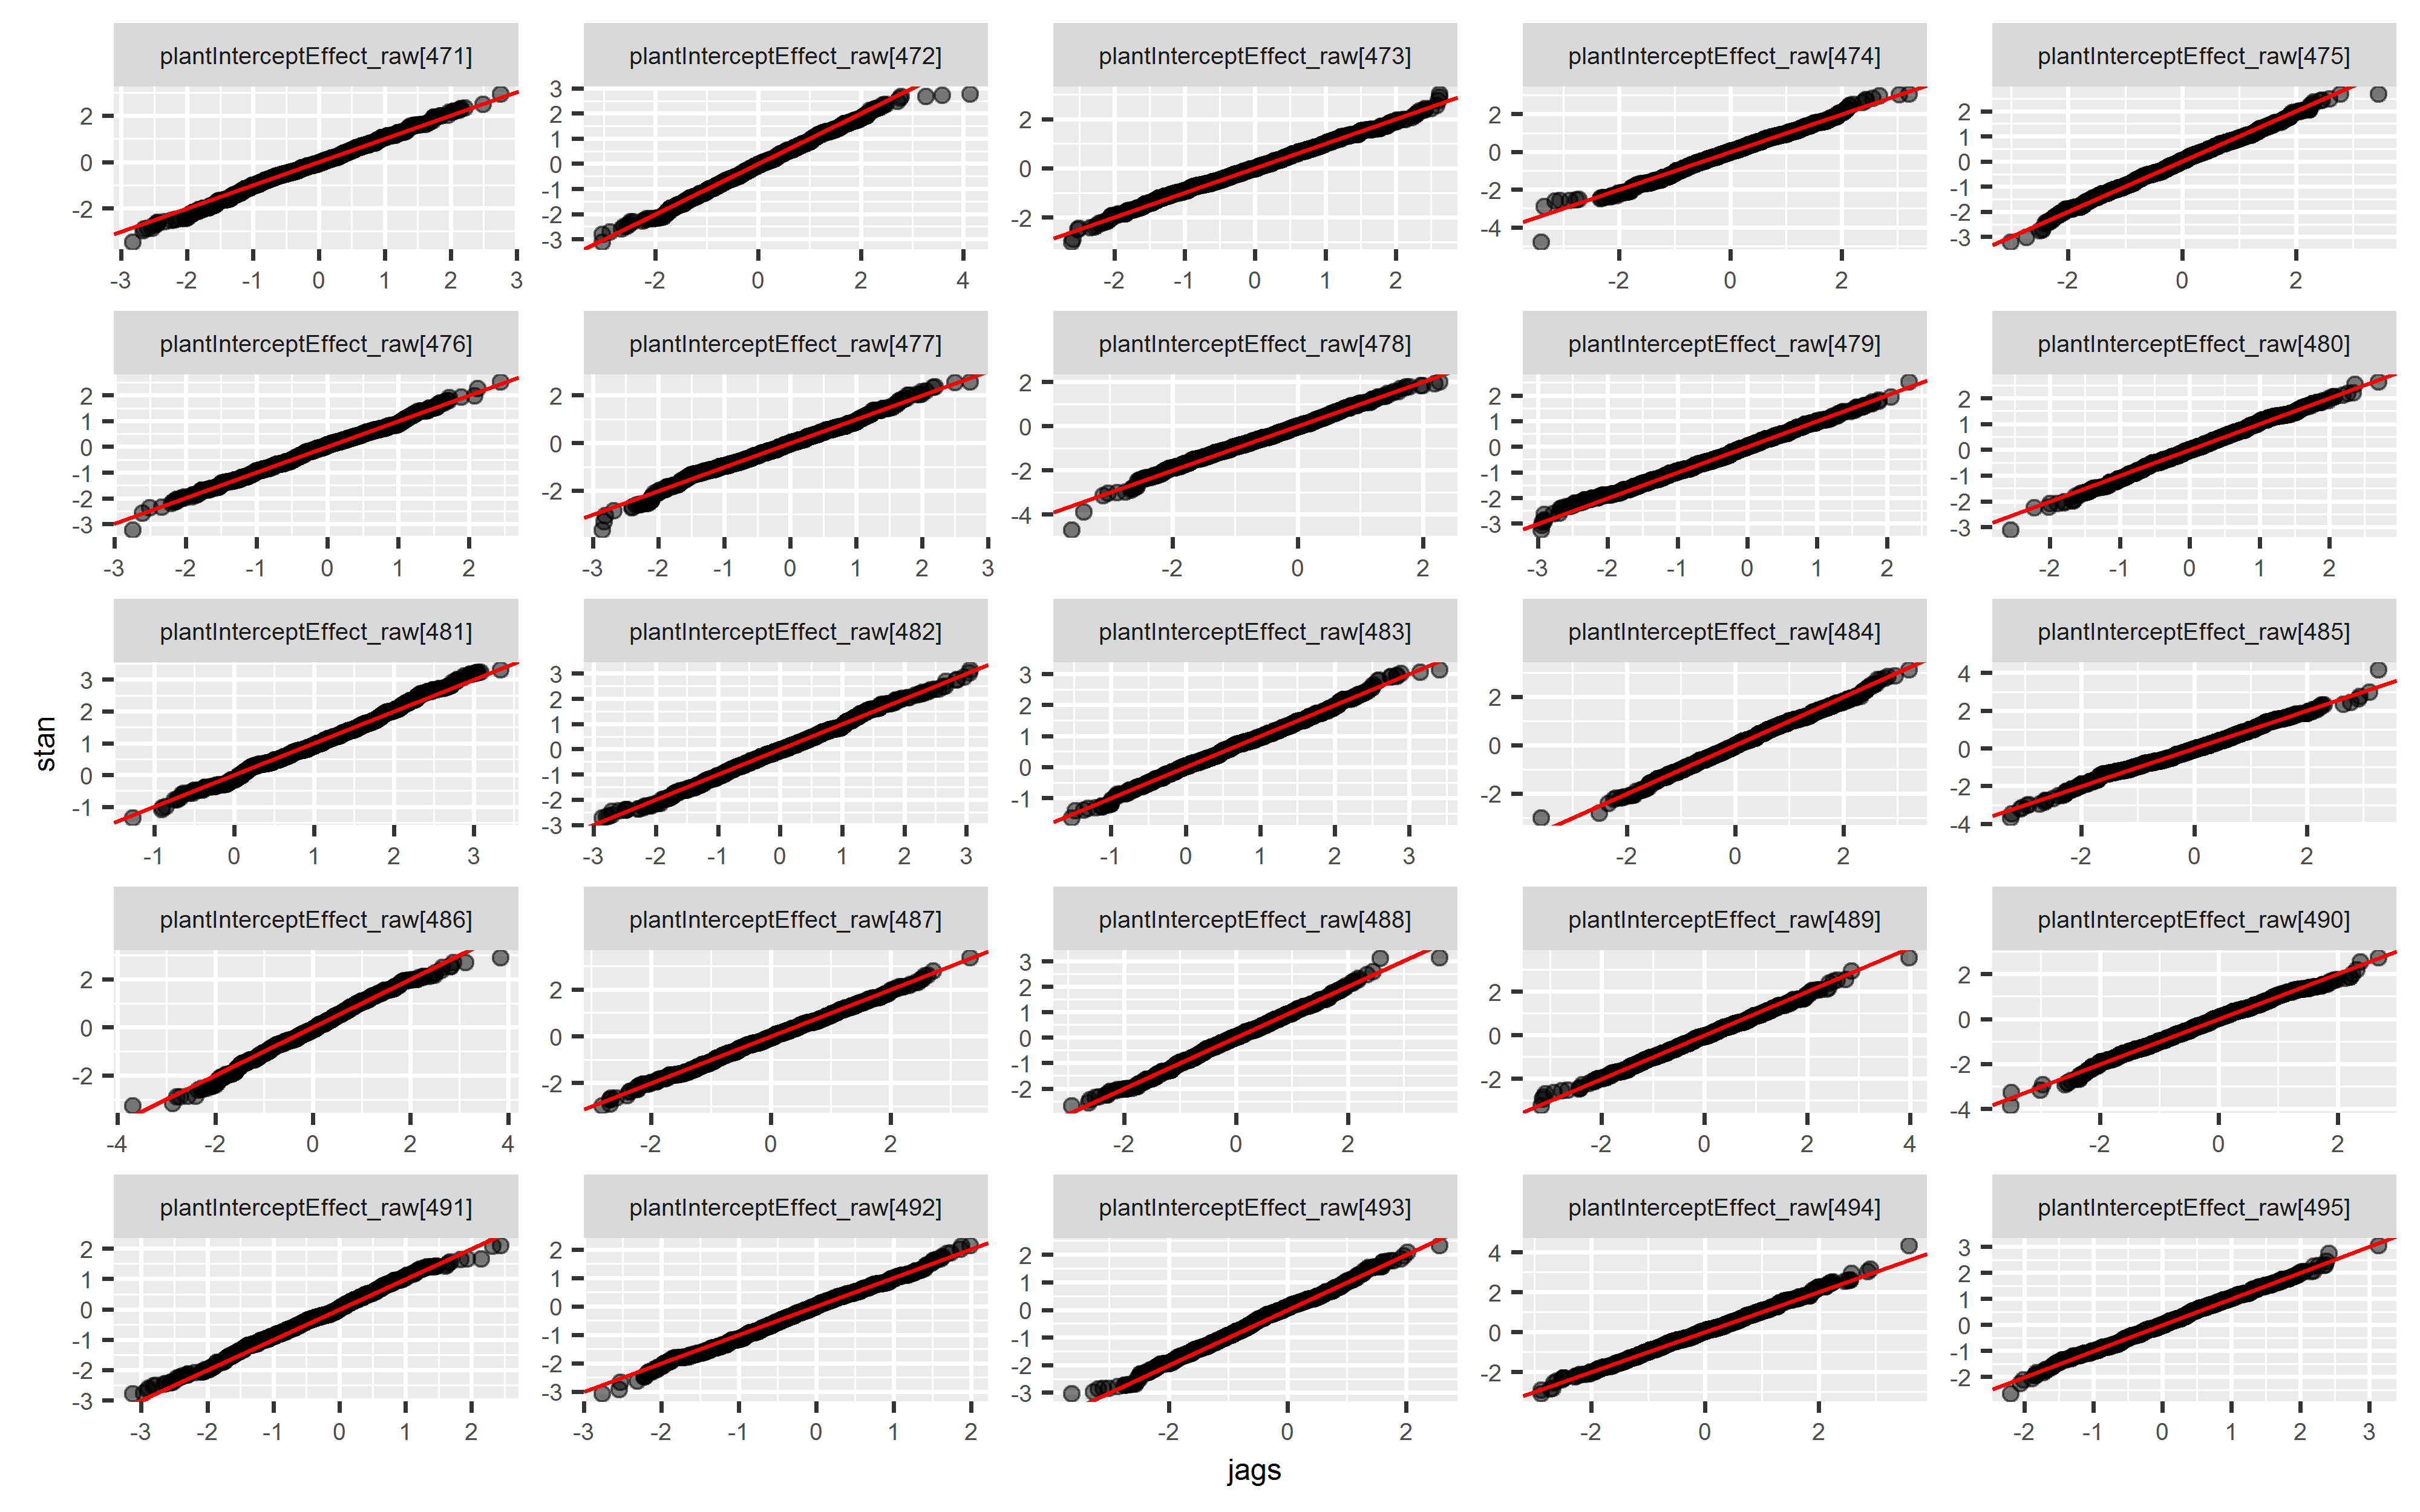 plantInterceptEffect_raw[471] plantInterceptEffect_raw[472] plantInterceptEffect_raw[473] plantInterceptEffect_raw[474] plantInterceptEffect_raw[475]
2 0 -2 3 2 1 0 -1 -2 -3 2 0 -2 2 0 -2 -4 2 1 0 -1 -2 -3
-3 -2 -1 0 1 2 3 -2 0 2 4 -2 -1 0 1 2 -2 0 2 -2 0 2
plantInterceptEffect_raw[476] plantInterceptEffect_raw[477] plantInterceptEffect_raw[478] plantInterceptEffect_raw[479] plantInterceptEffect_raw[480]
2 1 0 -1 -2 -3 2 0 -2 2 0 -2 -4 2 1 0 -1 -2 -3 2 1 0 -1 -2 -3
-3 -2 -1 0 1 2 -3 -2 -1 0 1 2 3 -2 0 2 -3 -2 -1 0 1 2 -2 -1 0 1 2
plantInterceptEffect_raw[481] plantInterceptEffect_raw[482] plantInterceptEffect_raw[483] plantInterceptEffect_raw[484] plantInterceptEffect_raw[485]
3 2 1 0 -1 3 2 1 0 -1 -2 -3 3 2 1 0 -1 2 0 -2 4 2 0 -2 -4
-1 0 1 2 3 -3 -2 -1 0 1 2 3 -1 0 1 2 3 -2 0 2 -2 0 2
stan
plantInterceptEffect_raw[486] plantInterceptEffect_raw[487] plantInterceptEffect_raw[488] plantInterceptEffect_raw[489] plantInterceptEffect_raw[490]
2 0 -2 2 0 -2 3 2 1 0 -1 -2 2 0 -2 2 0 -2 -4
-4 -2 0 2 4 -2 0 2 -2 0 2 -2 0 2 4 -2 0 2
plantInterceptEffect_raw[491] plantInterceptEffect_raw[492] plantInterceptEffect_raw[493] plantInterceptEffect_raw[494] plantInterceptEffect_raw[495]
2 1 0 -1 -2 -3 2 1 0 -1 -2 -3 2 1 0 -1 -2 -3 4 2 0 -2 3 2 1 0 -1 -2
-3 -2 -1 0 1 2 -3 -2 -1 0 1 2 -2 0 2 -2 0 2 -2 -1 0 1 2 3
jags